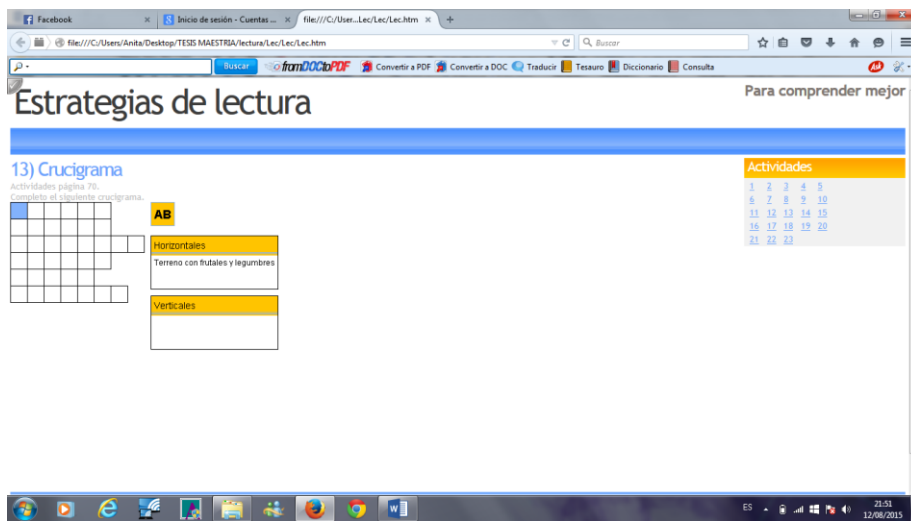 Facebook
Inicio de sesión - Cuentas ...
file:///C:/User...Lec/Lec/Lec.htm
file:///C:/Users/Anita/Desktop/TESIS MAESTRIA/lectura/Lec/Lec/Lec.htm
Buscar
Buscar
fromDOCtoPDF
Convertir a PDF
Convertir a DOC
Traducir
Tesauro
Diccionario
Consulta
Ask
Estrategias de lectura
Para comprender mejor
13) Crucigrama
Actividades página 70.
Completo el siguiente crucigrama.
AB
Horizontales
Terreno con frutales y legumbres
Verticales
Actividades
1 2 3 4 5
6 7 8 9 10
11 12 13 14 15
16 17 18 19 20
21 22 23
ES
21:51
12/08/2015